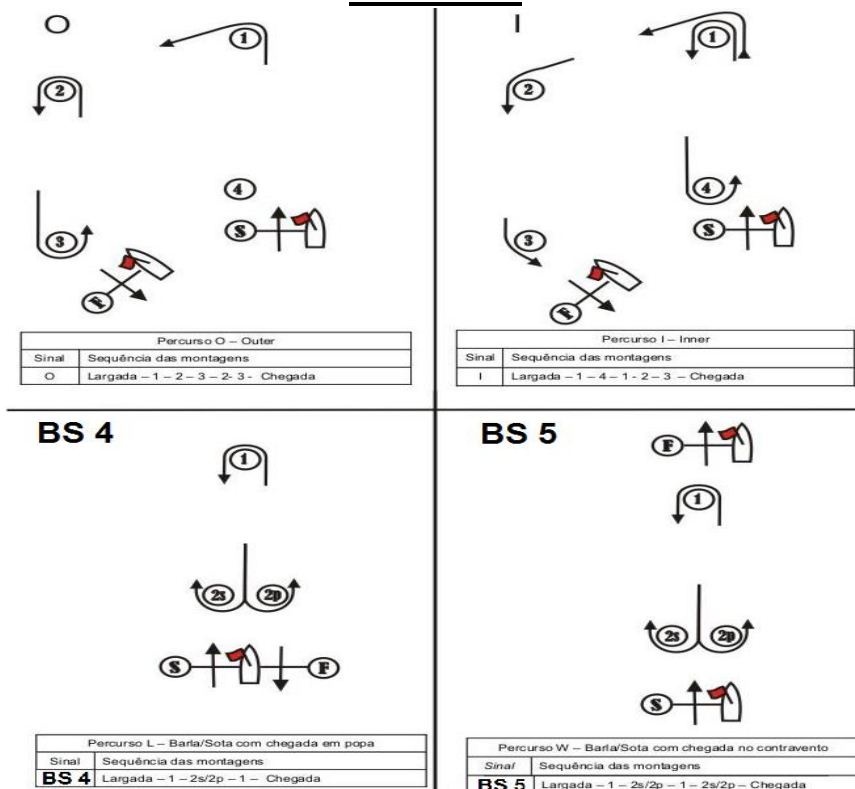 O
1
2
3
4
S
F
Percurso O – Outer
Sinal Sequência das montagens
O Largada – 1 – 2 – 3 – 2- 3 - Chegada
I
1
2
4
S
3
F
Percurso I – Inner
Sinal Sequência das montagens
I Largada – 1 – 4 – 1 - 2 – 3 – Chegada
BS 4
1
2s 2p
S F
Percurso L – Barla/Sota com chegada em popa
Sinal Sequência das montagens
BS 4 Largada – 1 – 2s/2p – 1 – Chegada
BS 5
F
1
2s 2p
S
Percurso W – Barla/Sota com chegada no contravento
Sinal Sequência das montagens
BS 5 Largada – 1 – 2s/2p – 1 – 2s/2p – Chegada